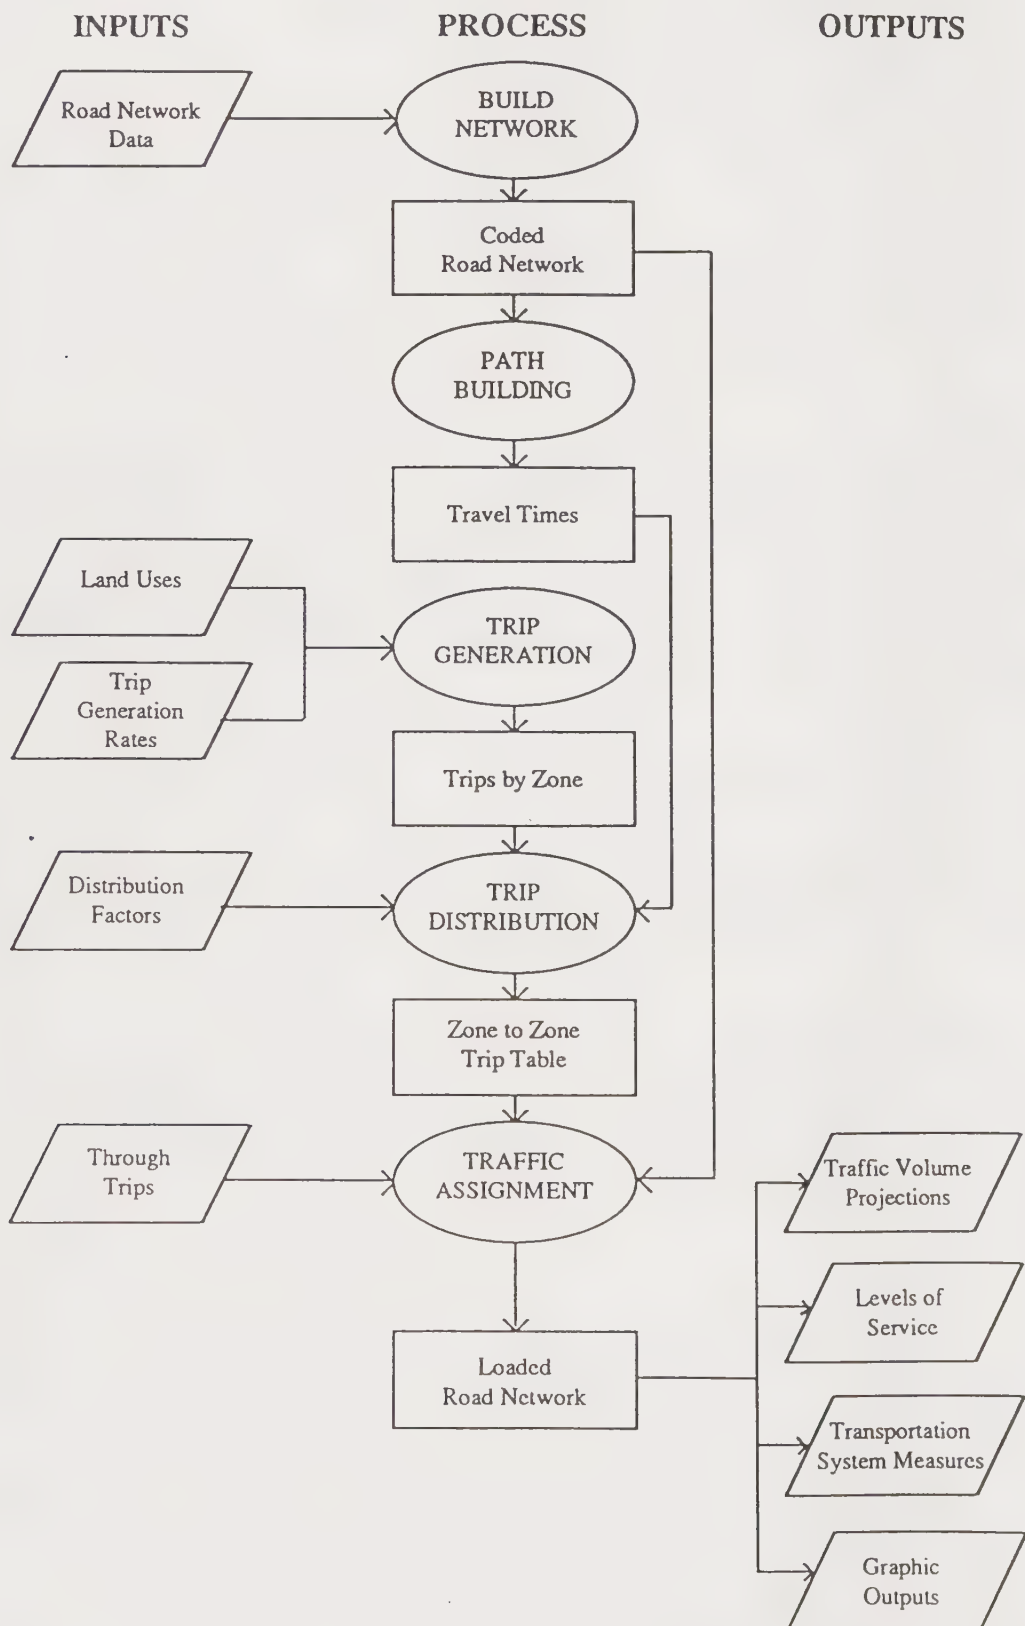 INPUTS
PROCESS
OUTPUTS
Road Network
Data
BUILD
NETWORK
Coded
Road Network
PATH
BUILDING
Travel Times
Land Uses
TRIP
GENERATION
Trip
Generation
Rates
Trips by Zone
Distribution
Factors
TRIP
DISTRIBUTION
Zone to Zone
Trip Table
Through
Trips
TRAFFIC
ASSIGNMENT
Traffic Volume
Projections
Levels of
Service
Loaded
Road Network
Transportation
System Measures
Graphic
Outputs